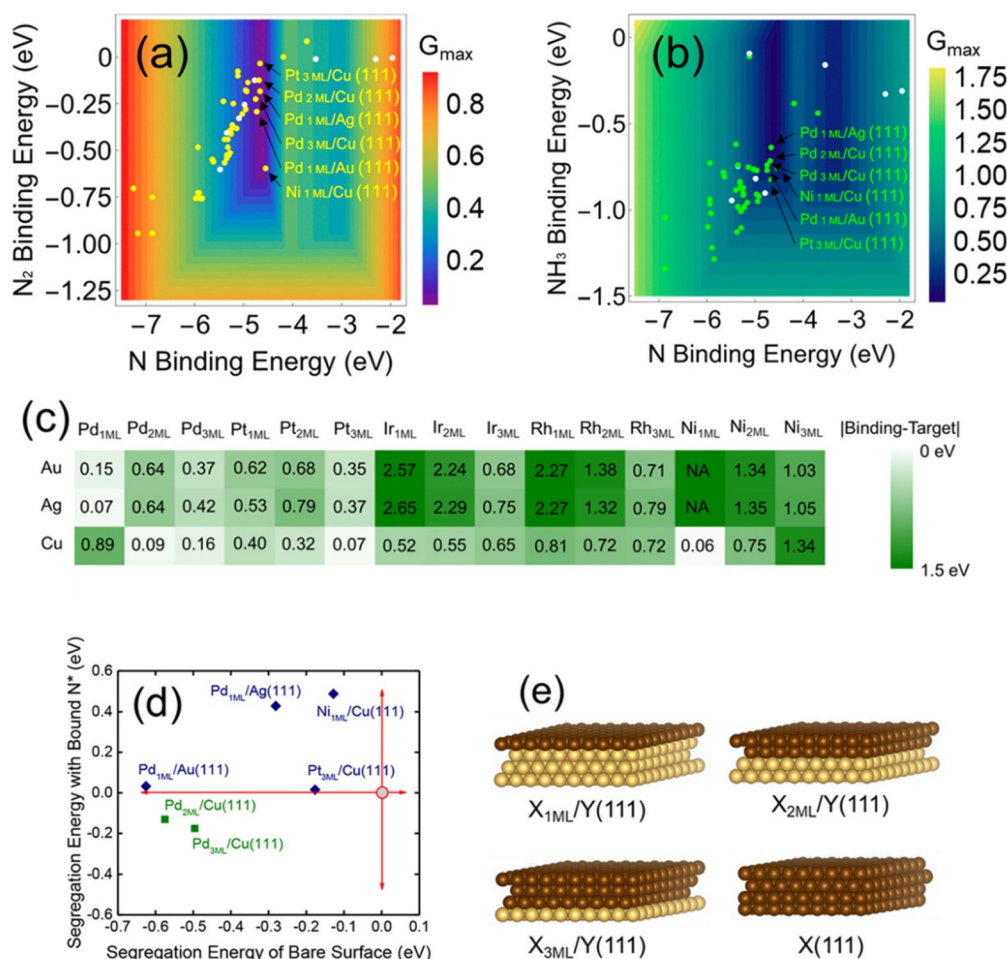 (a)
G max
0
−0.25
−0.50
−0.75
−1.00
−1.25
N₂ Binding Energy (eV)
Pt 3 ML/Cu (111)
Pd 2 ML/Cu (111)
Pd 1 ML/Ag (111)
Pd 3 ML/Cu (111)
Pd 1 ML/Au (111)
Ni 1 ML/Cu (111)
0.8
0.6
0.4
0.2
−7 −6 −5 −4 −3 −2
N Binding Energy (eV)
(b)
G max
0
−0.5
−1.0
−1.5
NH₃ Binding Energy (eV)
Pd 1 ML/Ag (111)
Pd 2 ML/Cu (111)
Pd 3 ML/Cu (111)
Ni 1 ML/Cu (111)
Pd 1 ML/Au (111)
Pt 3 ML/Cu (111)
1.75
1.50
1.25
1.00
0.75
0.50
0.25
−7 −6 −5 −4 −3 −2
N Binding Energy (eV)
(c)
Pd1ML Pd2ML Pd3ML Pt1ML Pt2ML Pt3ML Ir1ML Ir2ML Ir3ML Rh1ML Rh2ML Rh3ML Ni1ML Ni2ML Ni3ML
Au 0.15 0.64 0.37 0.62 0.68 0.35 2.57 2.24 0.68 2.27 1.38 0.71 NA 1.34 1.03
Ag 0.07 0.64 0.42 0.53 0.79 0.37 2.65 2.29 0.75 2.27 1.32 0.79 NA 1.35 1.05
Cu 0.89 0.09 0.16 0.40 0.32 0.07 0.52 0.55 0.65 0.81 0.72 0.72 0.06 0.75 1.34
|Binding-Target|
0 eV
1.5 eV
(d)
Segregation Energy with Bound N* (eV)
0.6
0.4
0.2
0.0
-0.2
-0.4
-0.6
Pd1ML/Ag(111)
Ni1ML/Cu(111)
Pd1ML/Au(111)
Pt3ML/Cu(111)
Pd2ML/Cu(111)
Pd3ML/Cu(111)
-0.7 -0.6 -0.5 -0.4 -0.3 -0.2 -0.1 0.0 0.1
Segregation Energy of Bare Surface (eV)
(e)
X1ML/Y(111)
X2ML/Y(111)
X3ML/Y(111)
X(111)